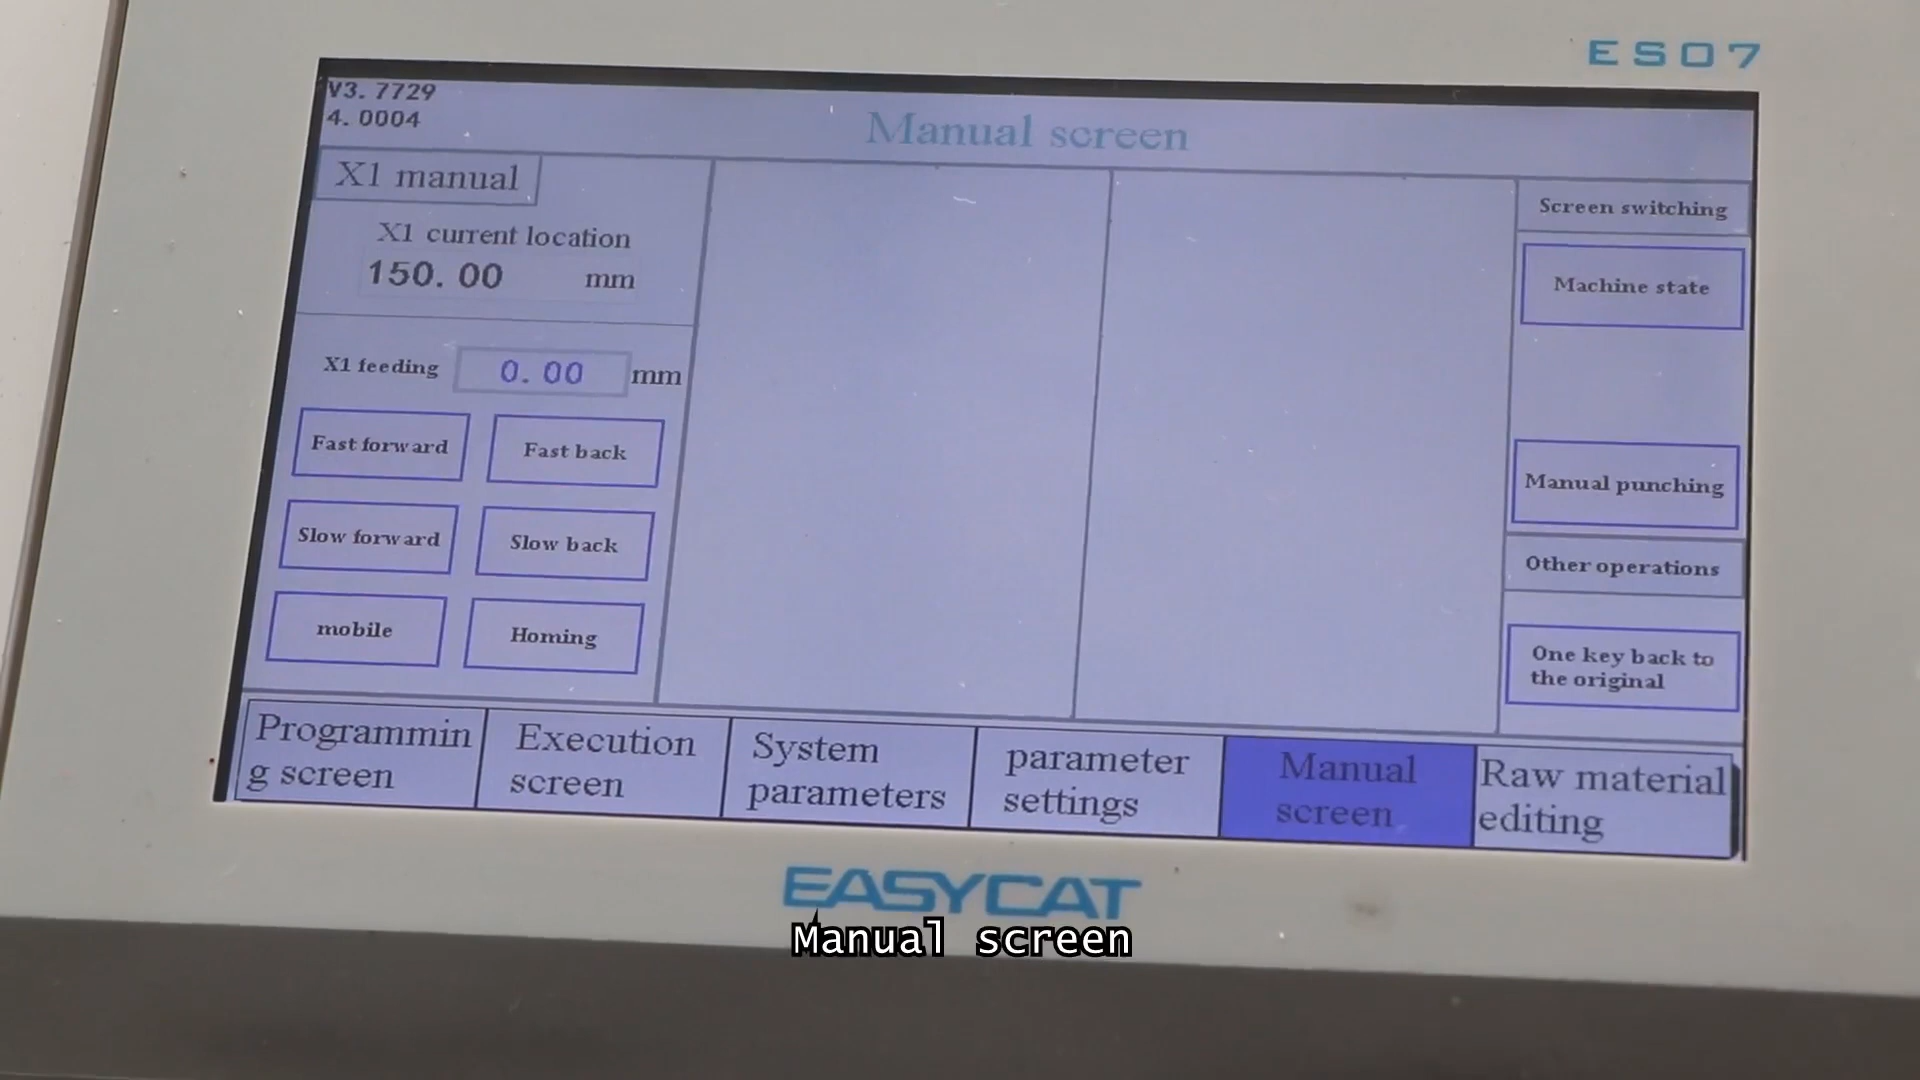 ES07
V3. 7729
4. 0004
Manual screen
X1 manual
X1 current location
150. 00 mm
X1 feeding 0. 00 mm
Fast forward Fast back
Slow forward Slow back
mobile Homing
Screen switching
Machine state
Manual punching
Other operations
One key back to
the original
Programmin
g screen
Execution
screen
System
parameters
parameter
settings
Manual
screen
Raw material
editing
EASYCAT
Manual screen